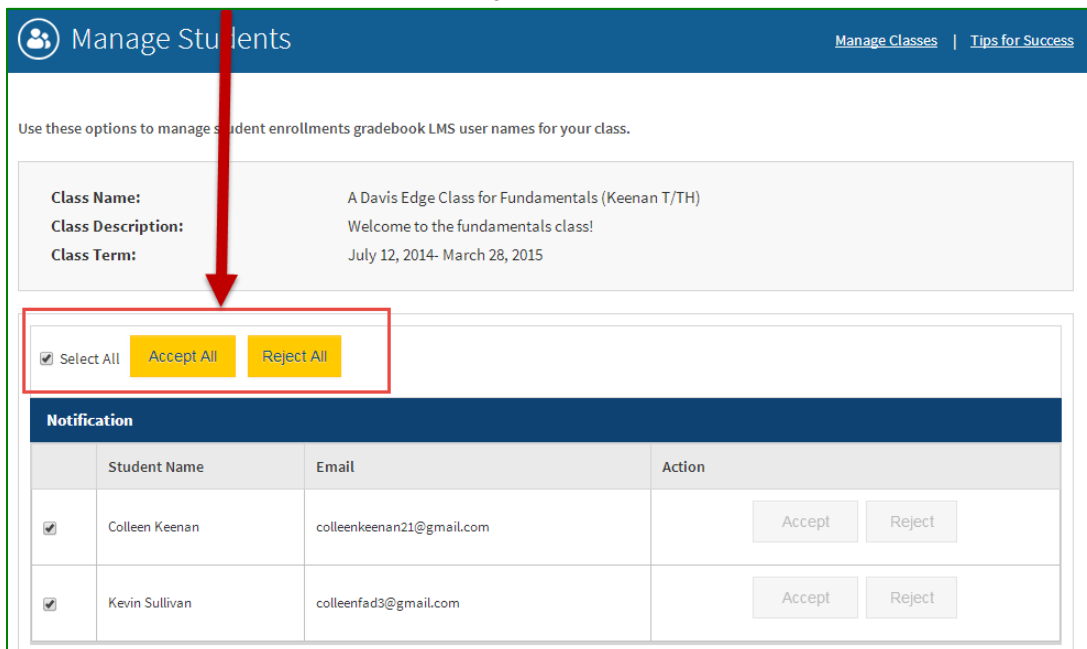 Manage Students
Manage Classes | Tips for Success
Use these options to manage student enrollments gradebook LMS user names for your class.
Class Name: A Davis Edge Class for Fundamentals (Keenan T/TH)
Class Description: Welcome to the fundamentals class!
Class Term: July 12, 2014- March 28, 2015
Select All Accept All Reject All
Notification
Student Name Email Action
Colleen Keenan colleenkeenan21@gmail.com Accept Reject
Kevin Sullivan colleenfad3@gmail.com Accept Reject